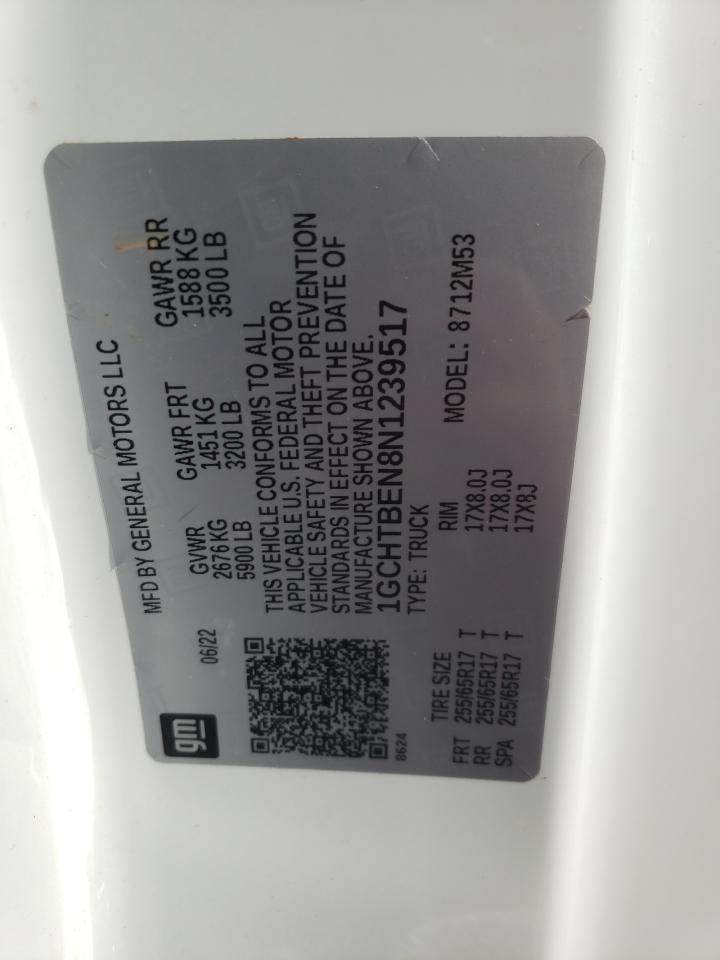 gm
MFD BY GENERAL MOTORS LLC
06/22
GVWR GAWR FRT GAWR RR
2676 KG 1451 KG 1588 KG
5900 LB 3200 LB 3500 LB
THIS VEHICLE CONFORMS TO ALL
APPLICABLE U.S. FEDERAL MOTOR
VEHICLE SAFETY AND THEFT PREVENTION
STANDARDS IN EFFECT ON THE DATE OF
MANUFACTURE SHOWN ABOVE.
1GCHTBEN8N1239517
8624
TYPE: TRUCK
MODEL: 8712M53
TIRE SIZE RIM
FRT 255/65R17 T 17X8.0J
RR 255/65R17 T 17X8.0J
SPA 255/65R17 T 17X8J